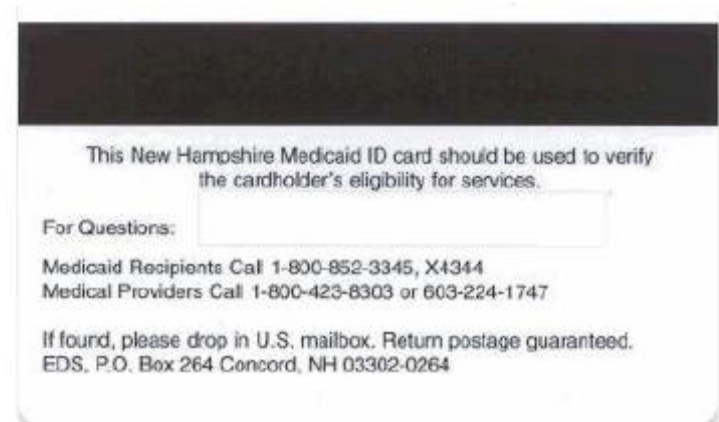 This New Hampshire Medicaid ID card should be used to verify
the cardholder's eligibility for services.
For Questions:
Medicaid Recipients Call 1-800-852-3345, X4344
Medical Providers Call 1-800-423-8303 or 603-224-1747
If found, please drop in U.S. mailbox. Return postage guaranteed.
EDS, P.O. Box 264 Concord, NH 03302-0264